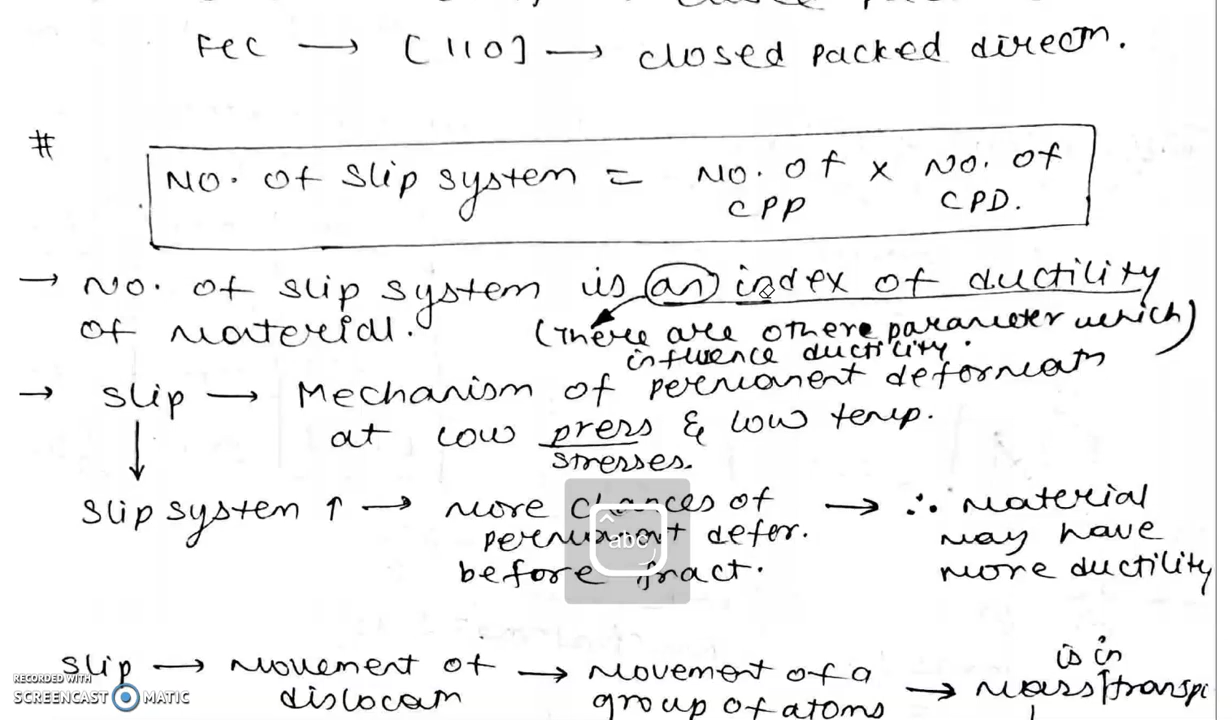 FCC → [110] → closed packed directn.
#
No. of slip system = No. of CPP × No. of CPD.
→ No. of slip system is an index of ductility
of material. (There are othere parameter which)
influence ductility.
→ slip → Mechanism of permanent deformatn
at low press & low temp.
stresses.
slip system ↑ → more chances of → ∴ material
permanent defor. may have
before fract. more ductility
abc
is in
slip → movement of → movement of a → mass transp
dislocatn group of atoms
RECORDED WITH
SCREENCAST MATIC